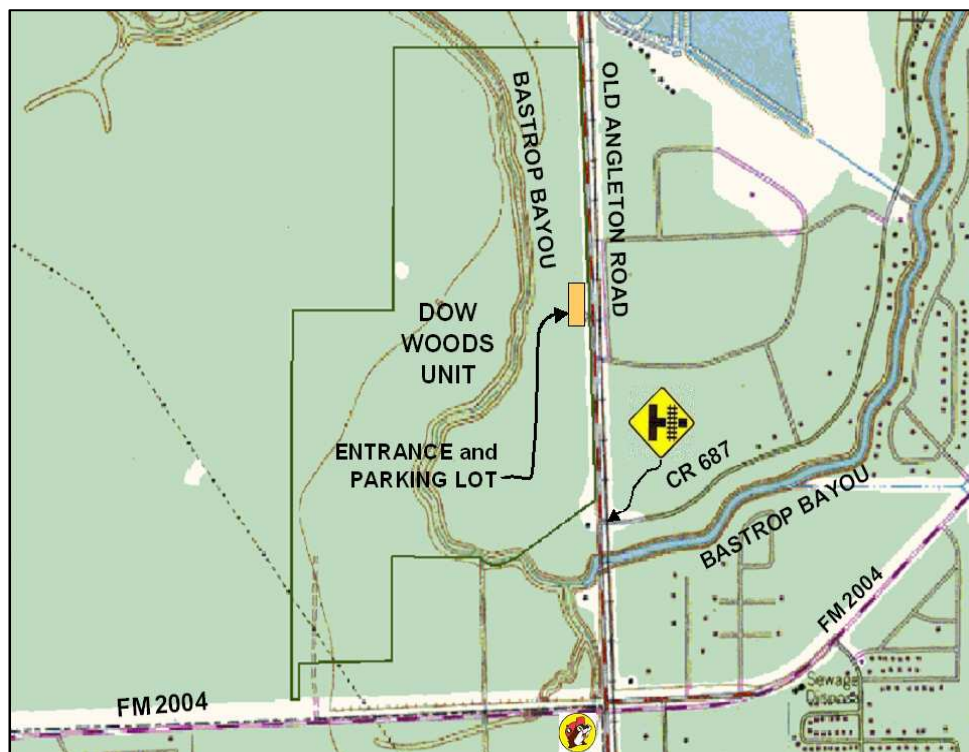 BASTROP BAYOU
OLD ANGLETON ROAD
DOW
WOODS
UNIT
ENTRANCE and
PARKING LOT
CR 687
BASTROP BAYOU
FM 2004
FM 2004
Sewage
Disposal